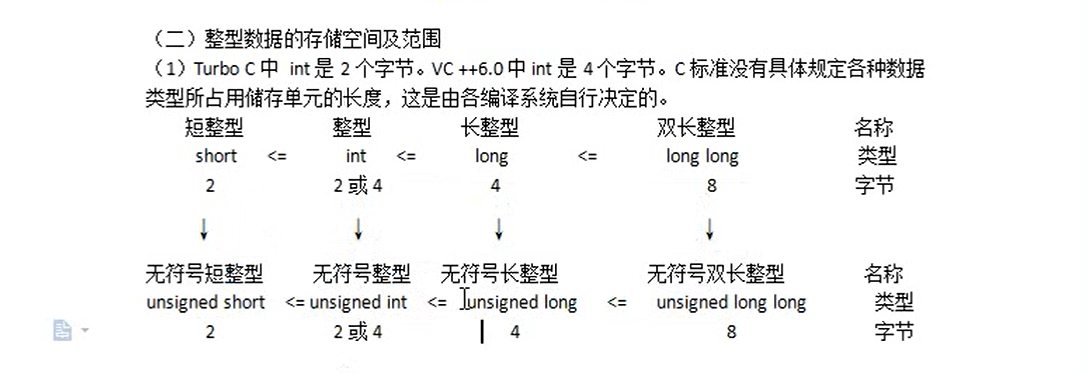 （二）整型数据的存储空间及范围
（1）Turbo C 中 int 是 2 个字节。VC ++6.0 中 int 是 4 个字节。C 标准没有具体规定各种数据
类型所占用储存单元的长度，这是由各编译系统自行决定的。
短整型 整型 长整型 双长整型 名称
short <= int <= long <= long long 类型
2 2 或 4 4 8 字节
↓ ↓ ↓ ↓
无符号短整型 无符号整型 无符号长整型 无符号双长整型 名称
unsigned short <= unsigned int <= unsigned long <= unsigned long long 类型
2 2 或 4 4 8 字节